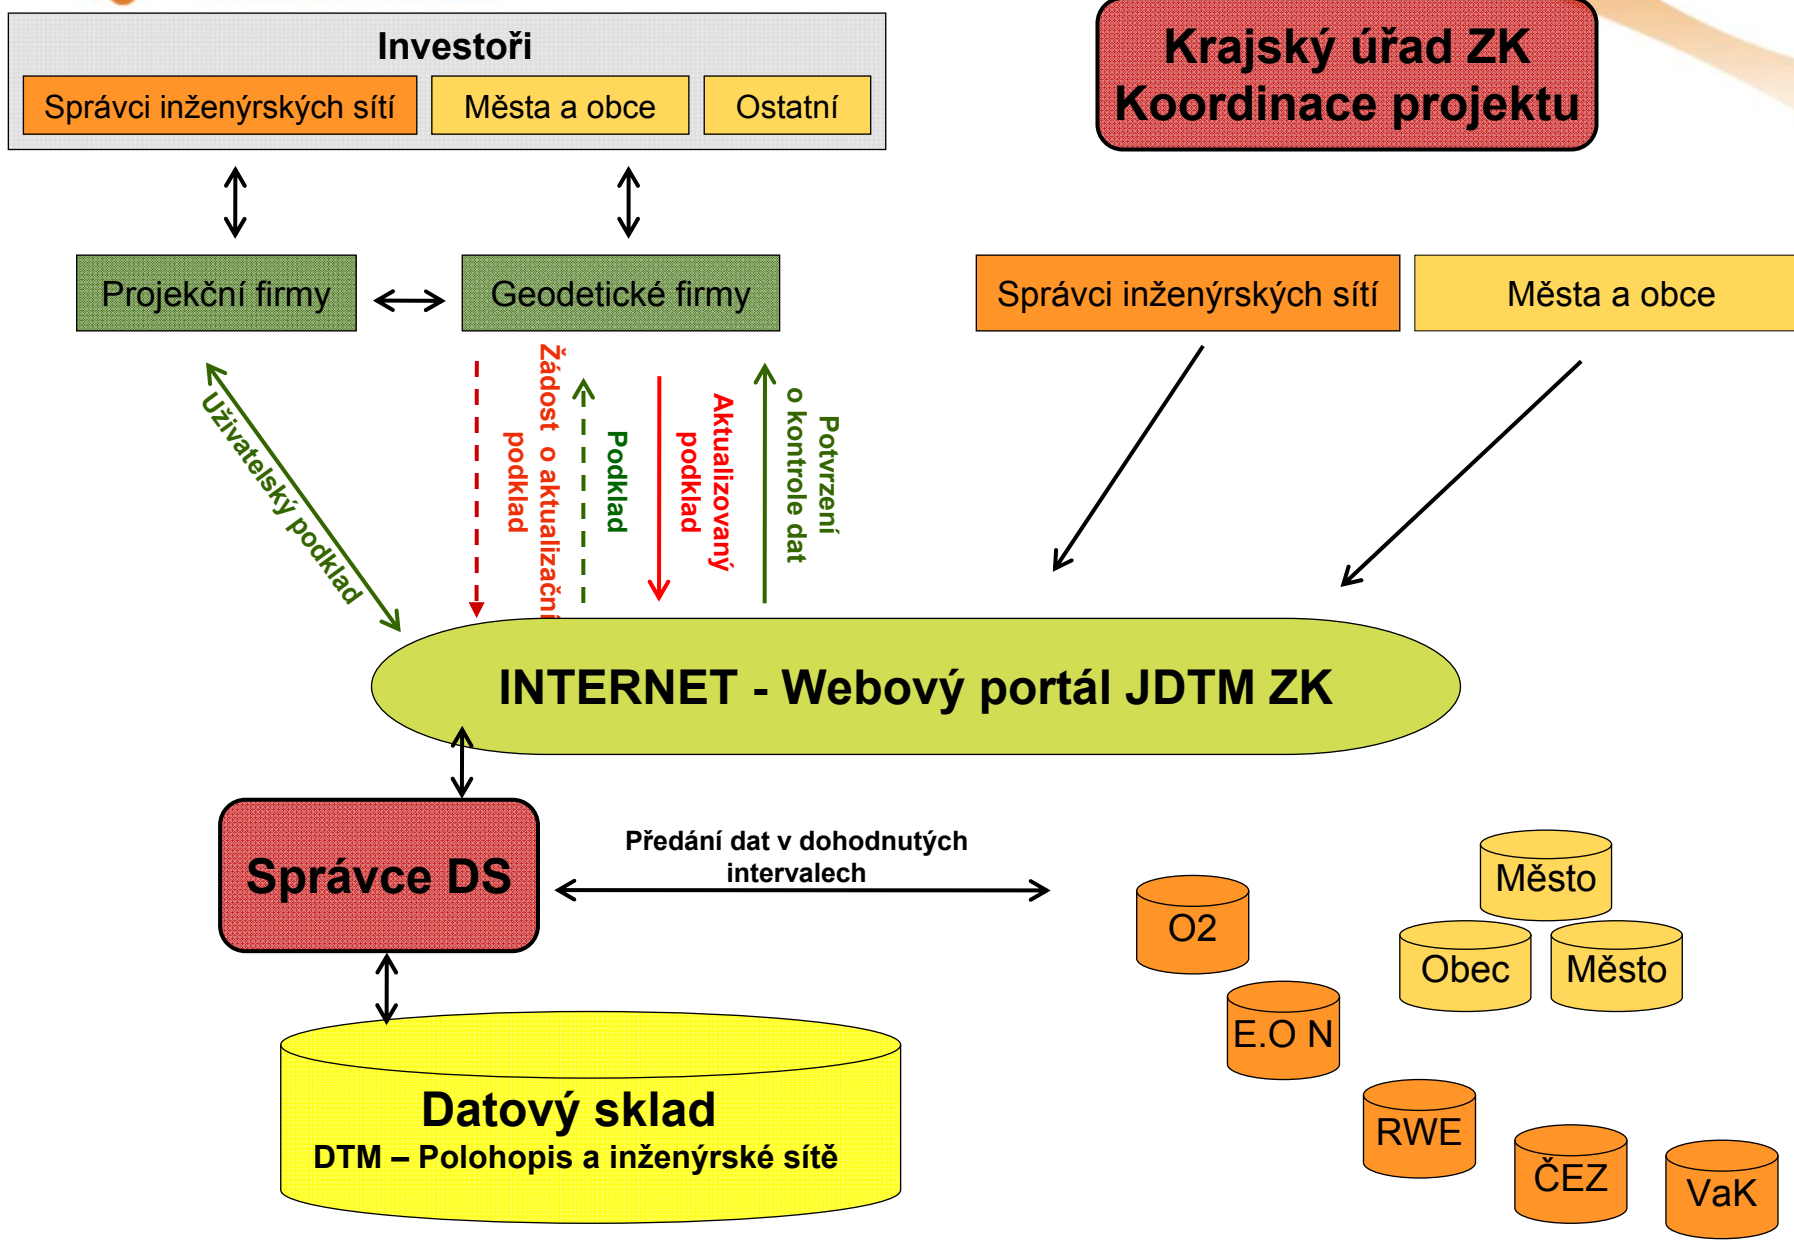 Investoři
Správci inženýrských sítí
Města a obce
Ostatní
Krajský úřad ZK
Koordinace projektu
Projekční firmy
Geodetické firmy
Správci inženýrských sítí
Města a obce
Uživatelský podklad
Žádost o aktualizační
podklad
Podklad
Aktualizovaný
podklad
Potvrzení
o kontrole dat
INTERNET - Webový portál JDTM ZK
Správce DS
Předání dat v dohodnutých
intervalech
Datový sklad
DTM – Polohopis a inženýrské sítě
O2
E.O N
RWE
ČEZ
VaK
Město
Obec
Město